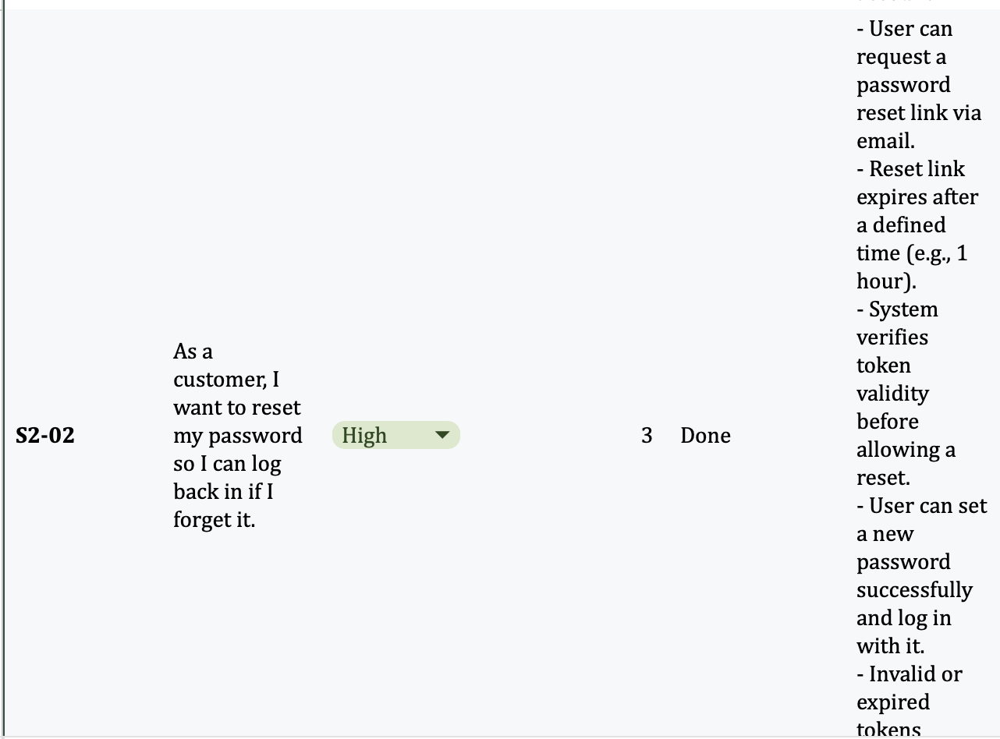 S2-02
As a
customer, I
want to reset
my password
so I can log
back in if I
forget it.
High
3
Done
- User can
request a
password
reset link via
email.
- Reset link
expires after
a defined
time (e.g., 1
hour).
- System
verifies
token
validity
before
allowing a
reset.
- User can set
a new
password
successfully
and log in
with it.
- Invalid or
expired
tokens